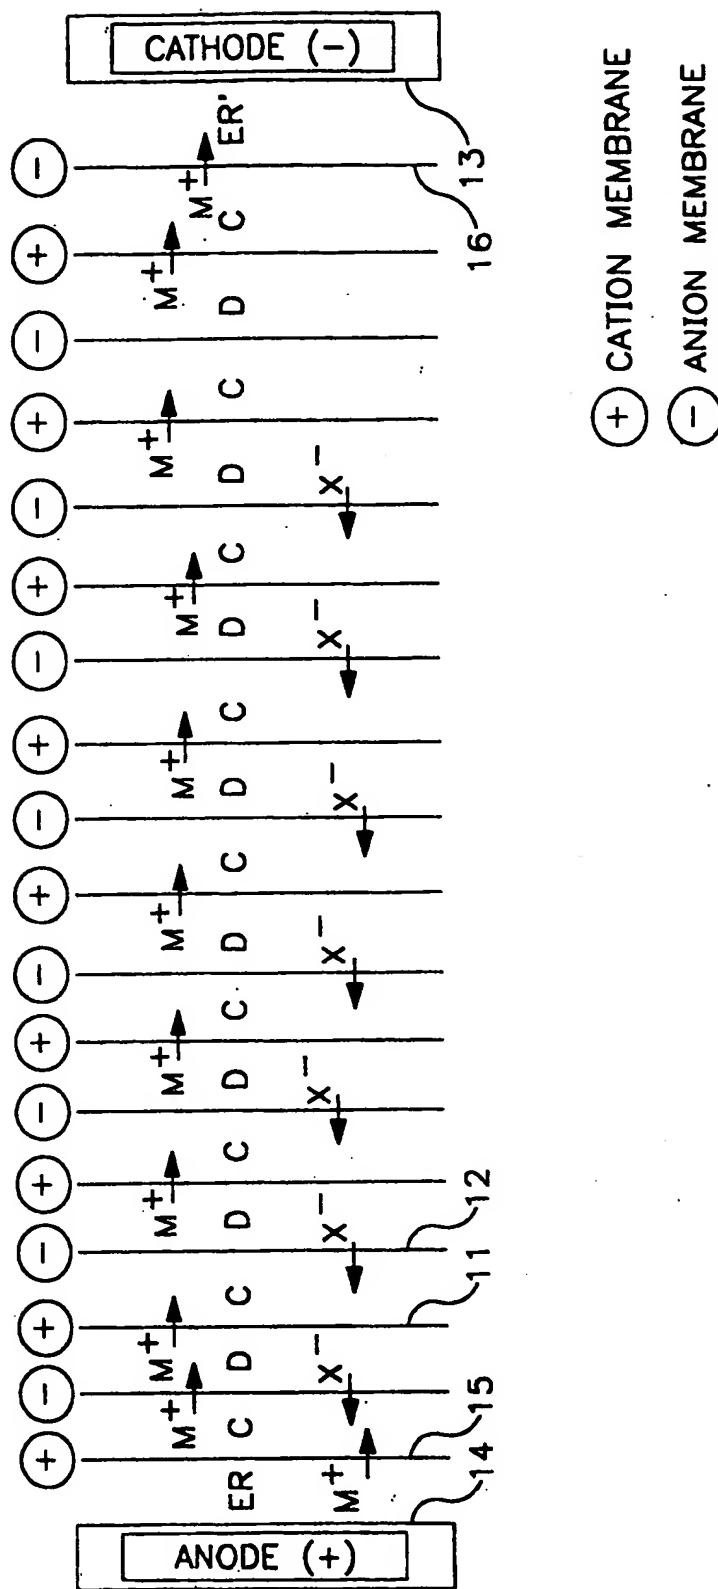 + − + − + − + − + − + − + − + − + −
M⁺ M⁺ M⁺ M⁺ M⁺ M⁺ M⁺ M⁺ M⁺ M⁺
ANODE (+) ER C D C D C D C D C D C D C D C D C ER' CATHODE (−)
M⁺ X⁻ X⁻ X⁻ X⁻ X⁻ X⁻ X⁻
14 15 11 12 16 13
+ CATION MEMBRANE
− ANION MEMBRANE